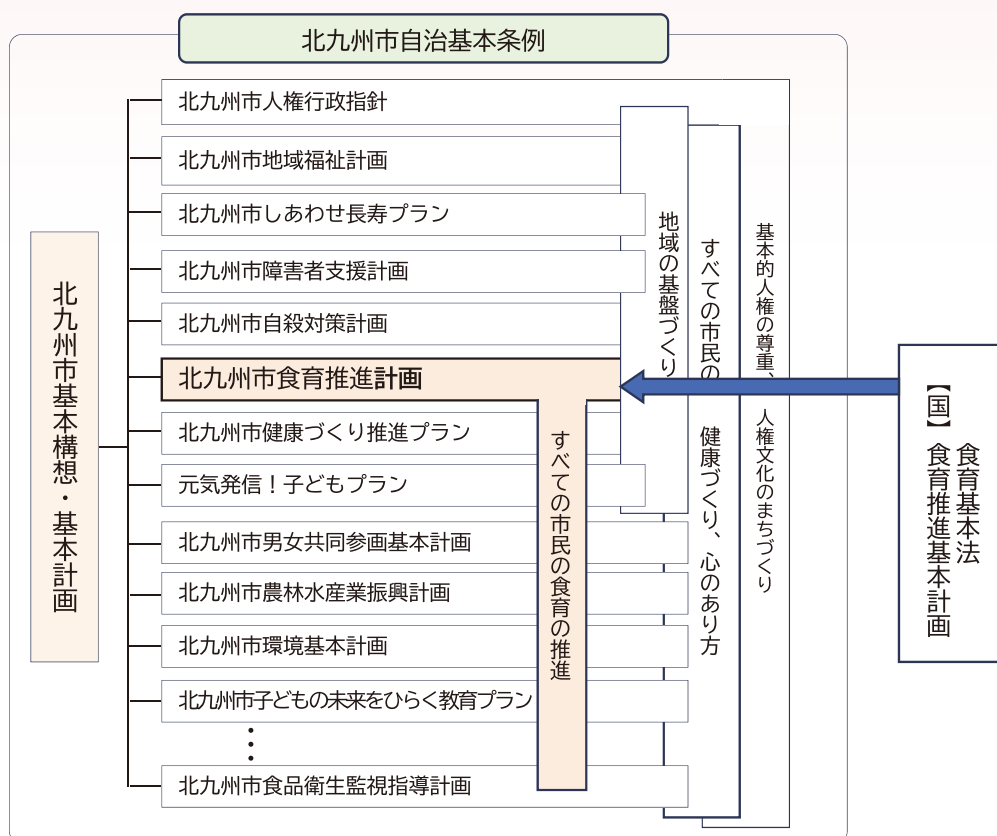 北九州市自治基本条例
北九州市基本構想・基本計画
北九州市人権行政指針
北九州市地域福祉計画
北九州市しあわせ長寿プラン
北九州市障害者支援計画
北九州市自殺対策計画
北九州市食育推進計画
北九州市健康づくり推進プラン
元気発信！子どもプラン
北九州市男女共同参画基本計画
北九州市農林水産業振興計画
北九州市環境基本計画
北九州市子どもの未来をひらく教育プラン
北九州市食品衛生監視指導計画
すべての市民の食育の推進
地域の基盤づくり
すべての市民の　健康づくり、心のあり方
基本的人権の尊重、人権文化のまちづくり
食育基本法
【国】食育推進基本計画